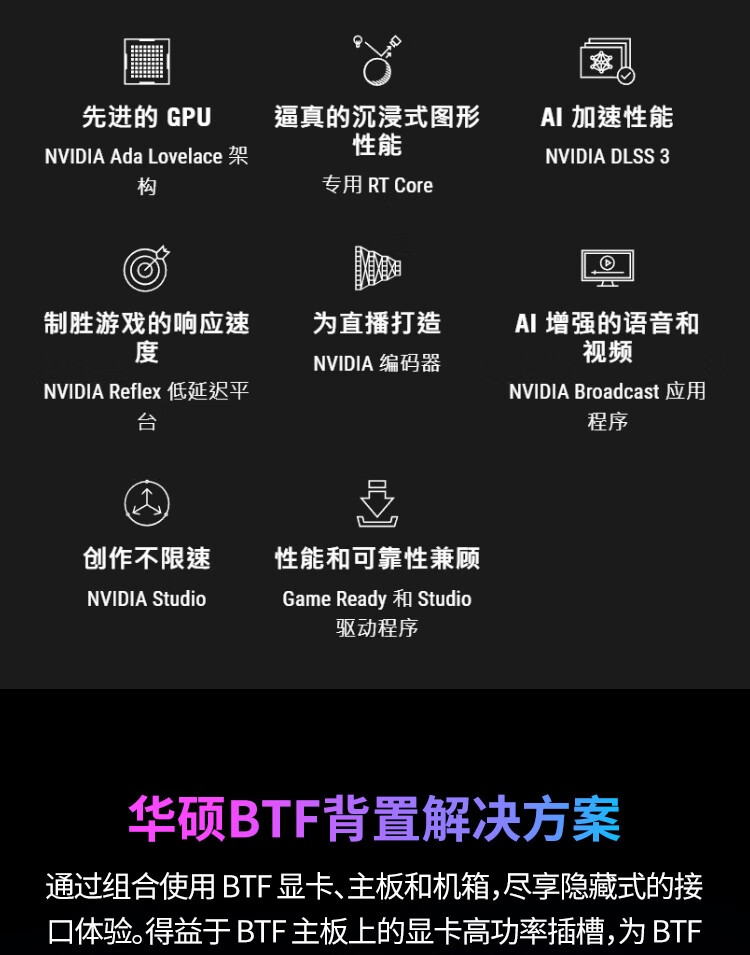 先进的 GPU
NVIDIA Ada Lovelace 架
构
逼真的沉浸式图形
性能
专用 RT Core
AI 加速性能
NVIDIA DLSS 3
制胜游戏的响应速
度
NVIDIA Reflex 低延迟平
台
为直播打造
NVIDIA 编码器
AI 增强的语音和
视频
NVIDIA Broadcast 应用
程序
创作不限速
NVIDIA Studio
性能和可靠性兼顾
Game Ready 和 Studio
驱动程序
华硕BTF背置解决方案
通过组合使用 BTF 显卡、主板和机箱，尽享隐藏式的接
口体验。得益于 BTF 主板上的显卡高功率插槽，为 BTF